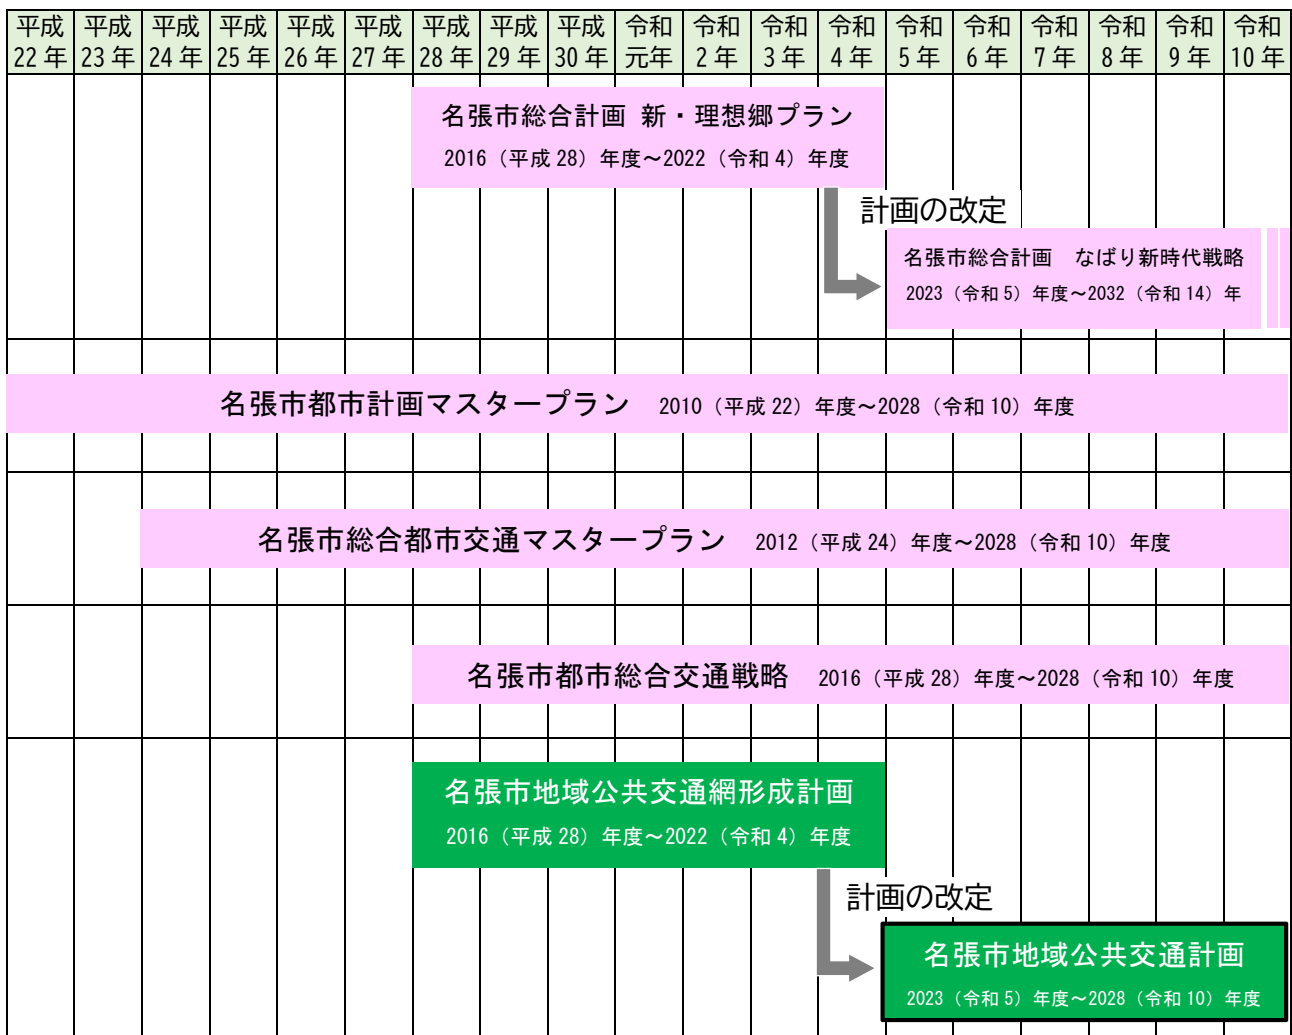 平成 平成 平成 平成 平成 平成 平成 平成 平成 令和 令和 令和 令和 令和 令和 令和 令和 令和 令和
22年 23年 24年 25年 26年 27年 28年 29年 30年 元年 2年 3年 4年 5年 6年 7年 8年 9年 10年
名張市総合計画 新・理想郷プラン
2016（平成28）年度～2022（令和4）年度
計画の改定
名張市総合計画　なばり新時代戦略
2023（令和5）年度～2032（令和14）年
名張市都市計画マスタープラン 2010（平成22）年度～2028（令和10）年度
名張市総合都市交通マスタープラン 2012（平成24）年度～2028（令和10）年度
名張市都市総合交通戦略 2016（平成28）年度～2028（令和10）年度
名張市地域公共交通網形成計画
2016（平成28）年度～2022（令和4）年度
計画の改定
名張市地域公共交通計画
2023（令和5）年度～2028（令和10）年度